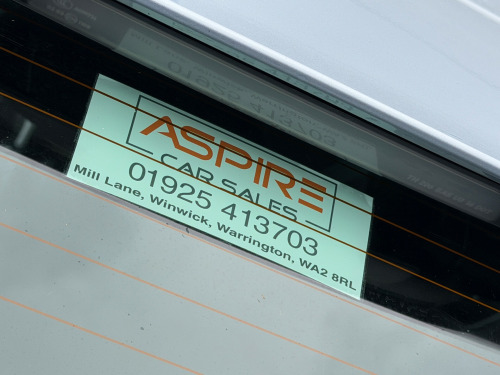 ASPIRE
CAR SALES
01925 413703
Mill Lane, Winwick, Warrington, WA2 8RL